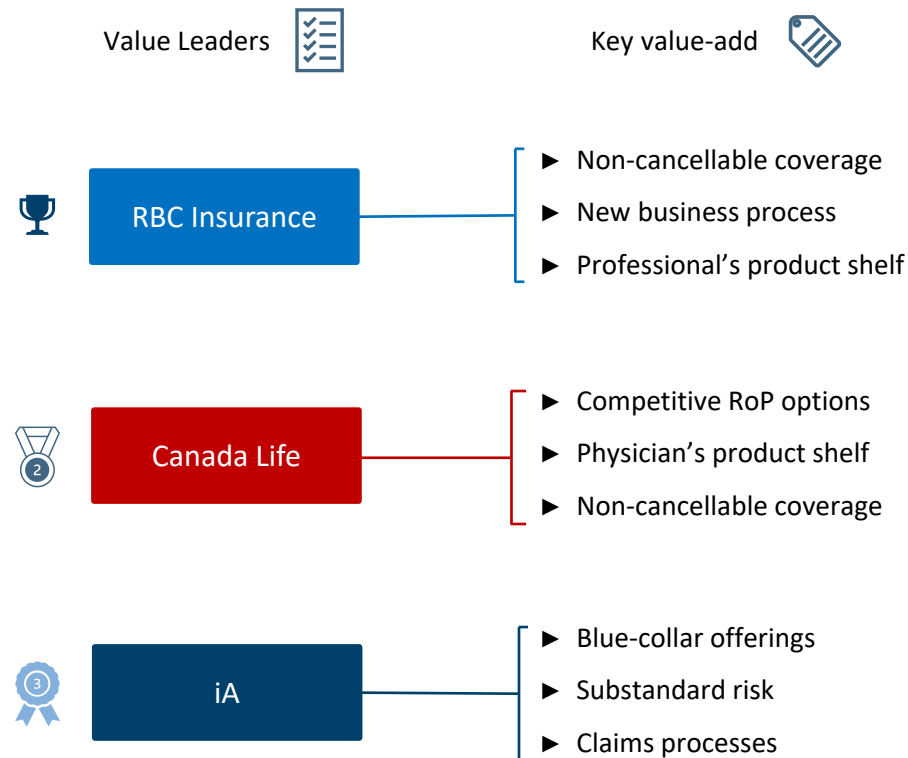 Value Leaders
Key value-add
RBC Insurance
► Non-cancellable coverage
► New business process
► Professional’s product shelf
2
Canada Life
► Competitive RoP options
► Physician’s product shelf
► Non-cancellable coverage
3
iA
► Blue-collar offerings
► Substandard risk
► Claims processes